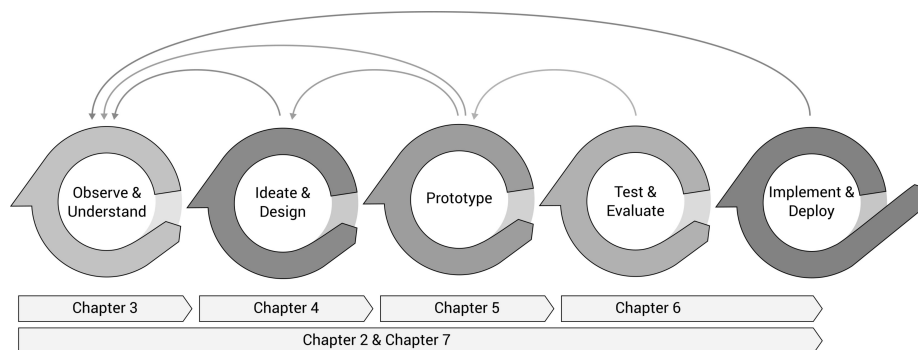 Observe &
Understand
Ideate &
Design
Prototype
Test &
Evaluate
Implement &
Deploy
Chapter 3
Chapter 4
Chapter 5
Chapter 6
Chapter 2 & Chapter 7